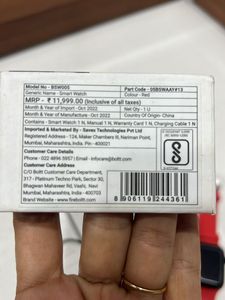 Model No - BSW005
Part Code - 05BSWAAY#13
Generic Name - Smart Watch
Colour - Red
MRP - ₹ 11,999.00 (Inclusive of all taxes)
Month & Year of Import - Oct 2022
Net Qty - 1 U
Month & Year of Manufacture - Oct 2022
Country Of Origin- China
Contains - Smart Watch 1 N, Manual 1 N, Warranty Card 1 N, Charging Cable 1 N
Imported & Marketed By - Savex Technologies Pvt Ltd
Registered Address - 124, Maker Chambers III, Nariman Point,
Mumbai, Maharashtra, India. Pin - 400021
Customer Care Details
Phone - 022 4896 5957 | Email - infocare@boltt.com
Customer Care Address
C/O Boltt Customer Care Department,
317 - Platinum Techno Park, Sector 30,
Bhagwan Mahaveer Rd, Vashi, Navi
Mumbai, Maharashtra, India - 400703
Brand Website - www.fireboltt.com
8 906119 244361